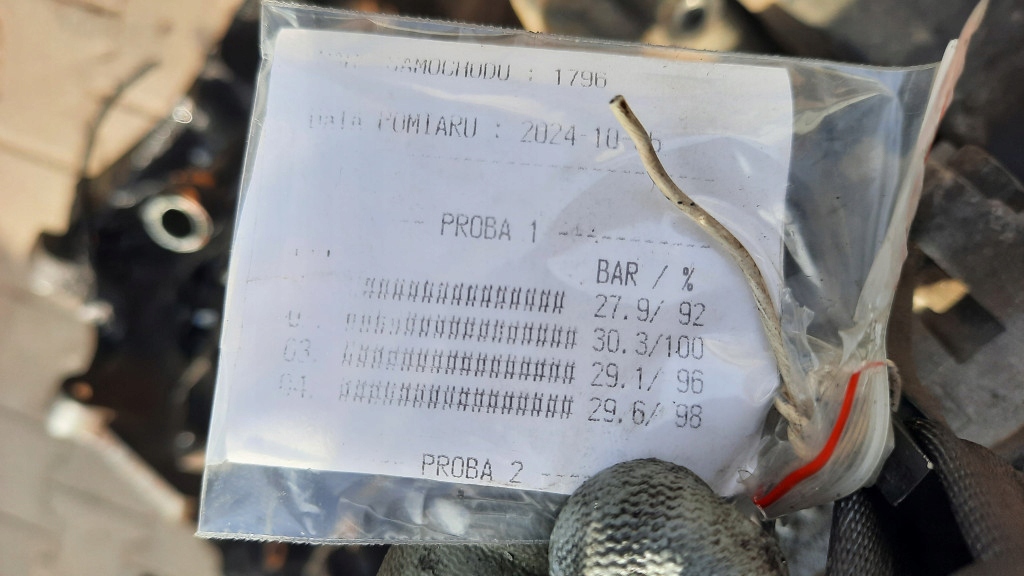 SAMOCHODU : 1796
DATA POMIARU : 2024-10-
-- PROBA 1 -----------
BAR / %
############## 27.9/ 92
################ 30.3/100
03. ################ 29.1/ 96
04. ################ 29.6/ 98
PROBA 2 ----